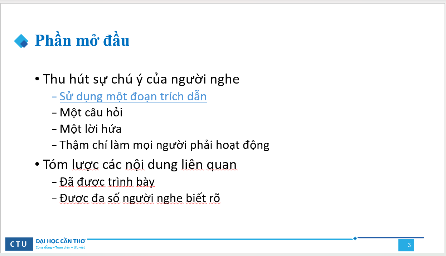 Phần mở đầu
• Thu hút sự chú ý của người nghe
– Sử dụng một đoạn trích dẫn
– Một câu hỏi
– Một lời hứa
– Thậm chí làm mọi người phải hoạt động
• Tóm lược các nội dung liên quan
– Đã được trình bày
– Được đa số người nghe biết rõ
CTU ĐẠI HỌC CẦN THƠ